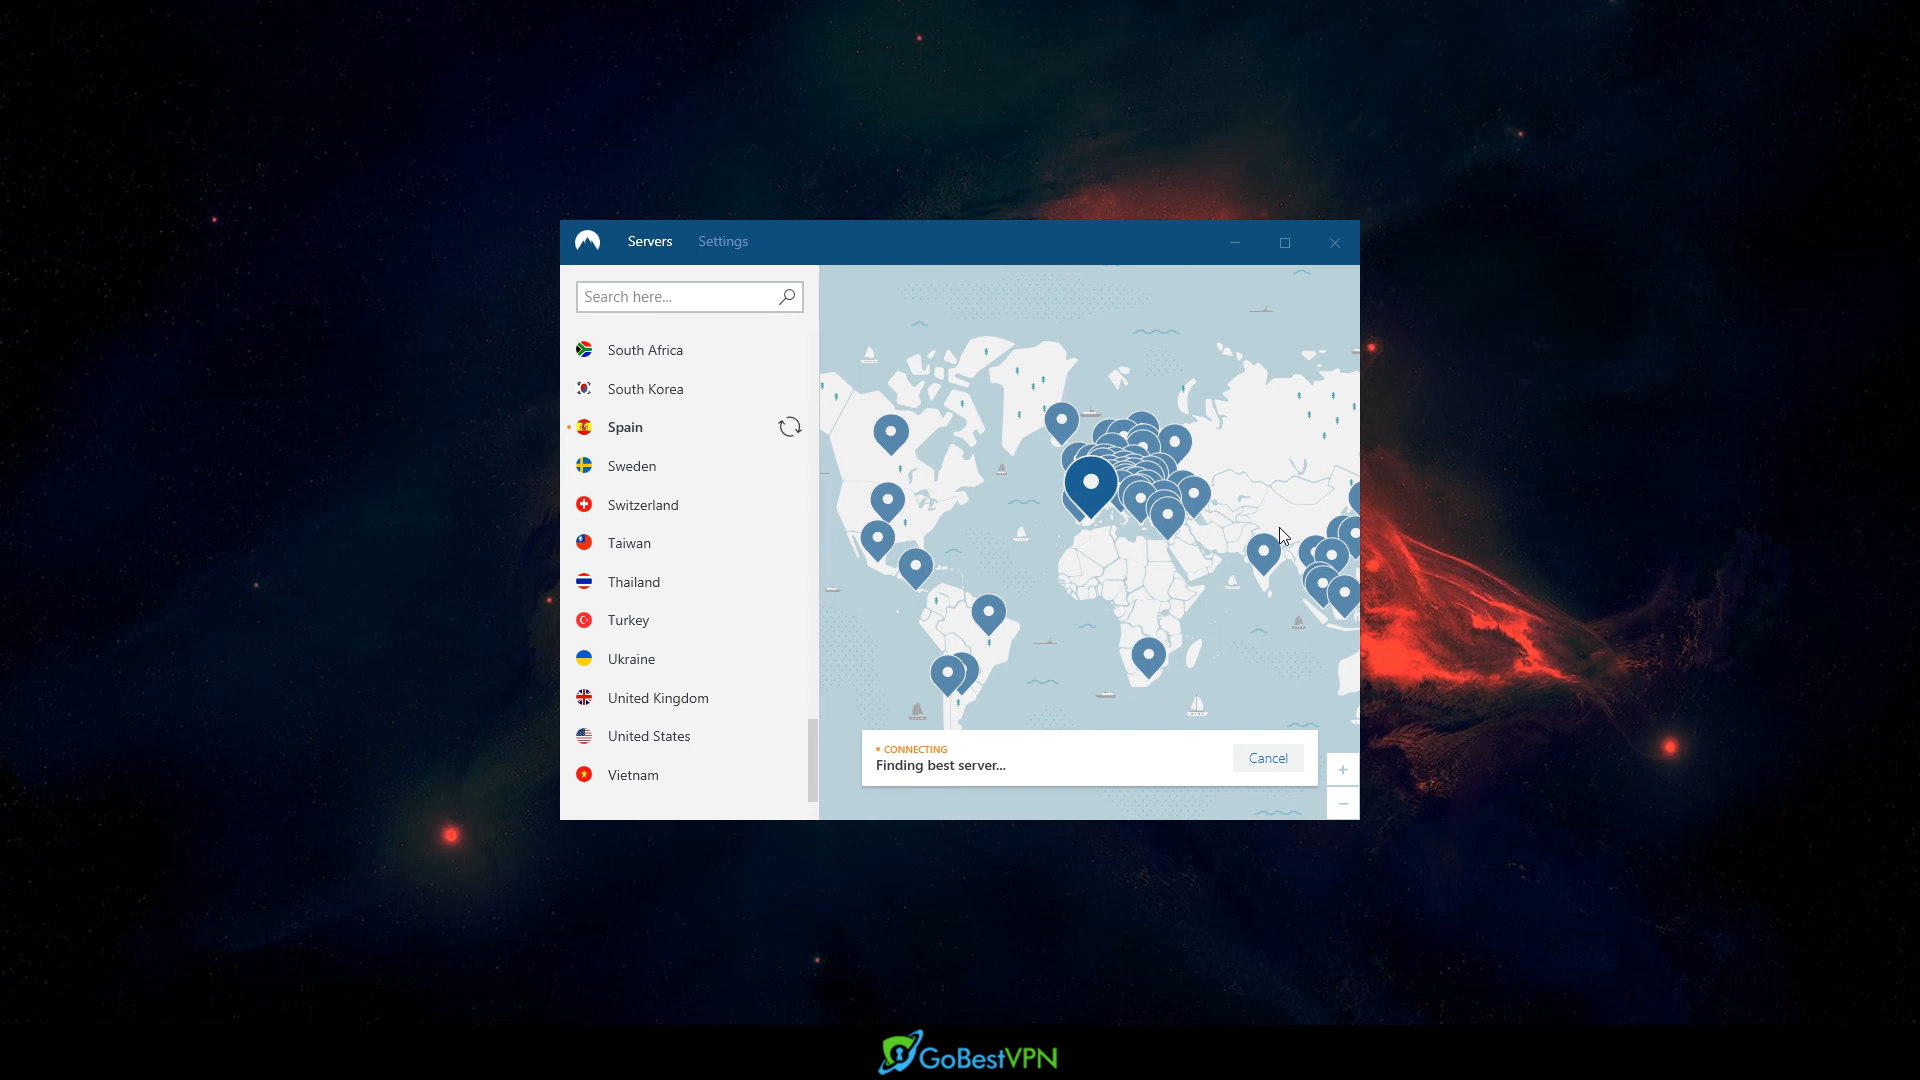 Servers
Settings
Search here...
South Africa
South Korea
Spain
Sweden
Switzerland
Taiwan
Thailand
Turkey
Ukraine
United Kingdom
United States
Vietnam
CONNECTING
Finding best server...
Cancel
GoBestVPN